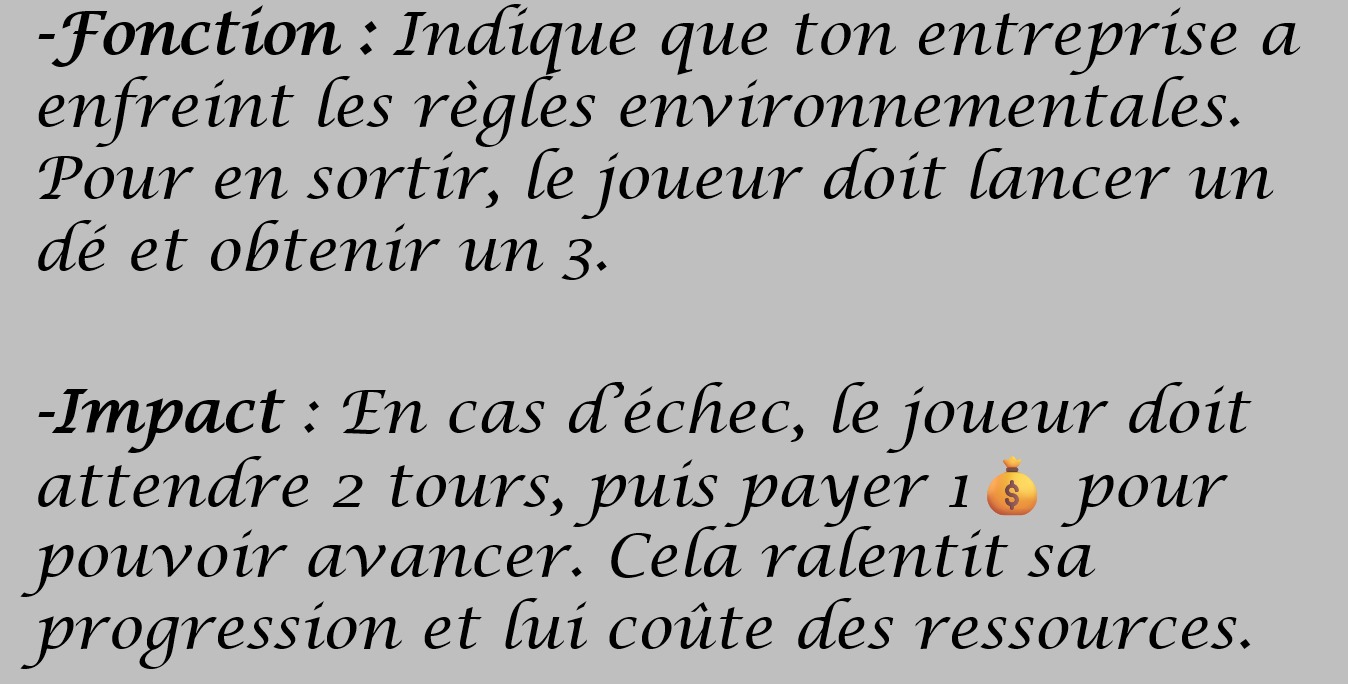 -Fonction : Indique que ton entreprise a
enfreint les règles environnementales.
Pour en sortir, le joueur doit lancer un
dé et obtenir un 3.
-Impact : En cas d’échec, le joueur doit
attendre 2 tours, puis payer 1💰 pour
pouvoir avancer. Cela ralentit sa
progression et lui coûte des ressources.